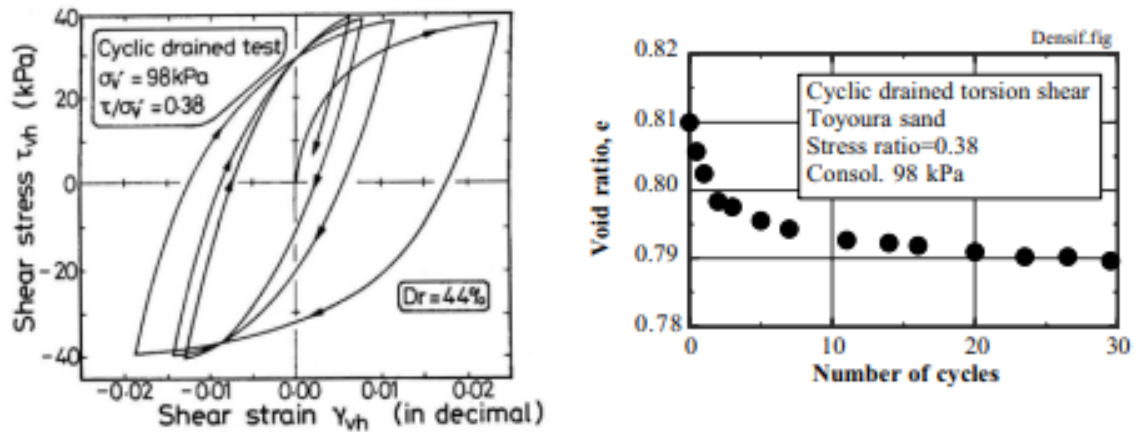 40
20
0
-20
-40
Shear stress τvh (kPa)
Cyclic drained test
σv' = 98kPa
τ/σv' = 0.38
Dr = 44%
-0.02
-0.01
0.00
0.01
0.02
Shear strain γvh (in decimal)
Densif.fig
0.82
0.81
0.80
0.79
0.78
Void ratio, e
Cyclic drained torsion shear
Toyoura sand
Stress ratio=0.38
Consol. 98 kPa
0
10
20
30
Number of cycles